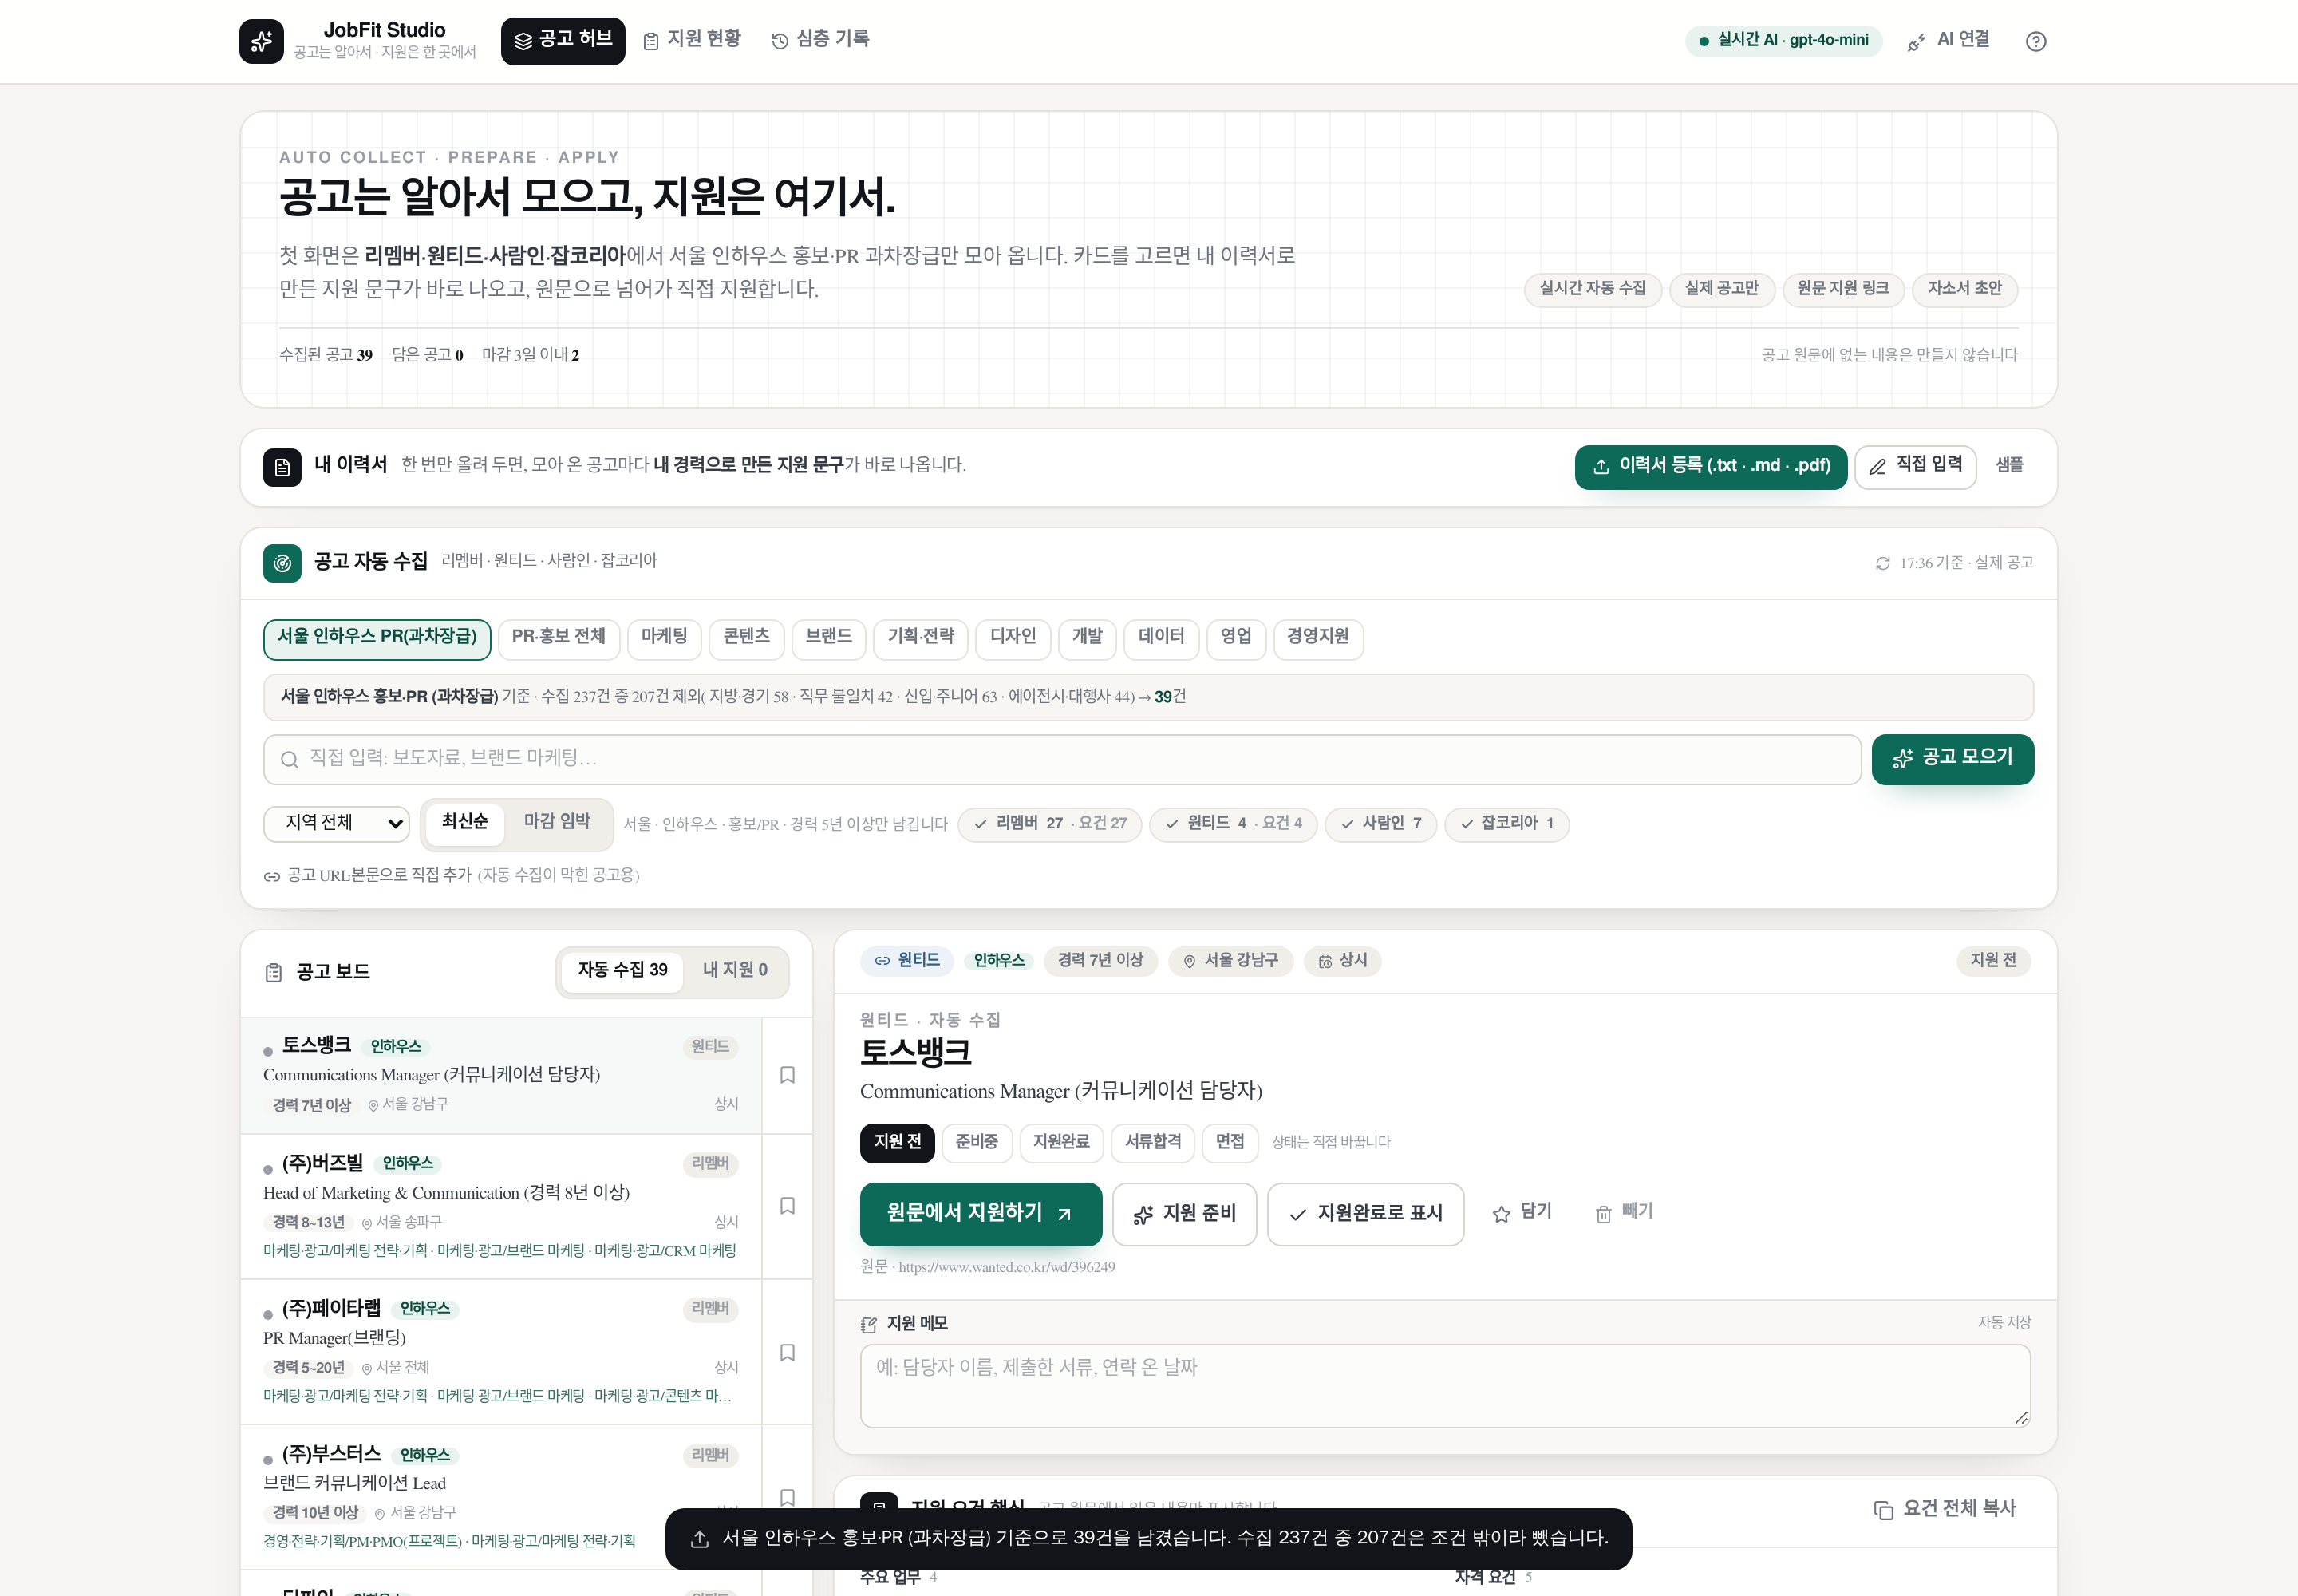 JobFit Studio
공고는 알아서 · 지원은 한 곳에서
공고 허브
지원 현황
심층 기록
실시간 AI · gpt-4o-mini
AI 연결
AUTO COLLECT · PREPARE · APPLY
공고는 알아서 모으고, 지원은 여기서.
첫 화면은 리멤버·원티드·사람인·잡코리아에서 서울 인하우스 홍보·PR 과차장급만 모아 옵니다. 카드를 고르면 내 이력서로
만든 지원 문구가 바로 나오고, 원문으로 넘어가 직접 지원합니다.
실시간 자동 수집
실제 공고만
원문 지원 링크
자소서 초안
수집된 공고 39 담은 공고 0 마감 3일 이내 2
공고 원문에 없는 내용은 만들지 않습니다
내 이력서
한 번만 올려 두면, 모아 온 공고마다 내 경력으로 만든 지원 문구가 바로 나옵니다.
이력서 등록 (.txt · .md · .pdf)
직접 입력
샘플
공고 자동 수집
리멤버 · 원티드 · 사람인 · 잡코리아
17:36 기준 · 실제 공고
서울 인하우스 PR(과차장급)
PR·홍보 전체
마케팅
콘텐츠
브랜드
기획·전략
디자인
개발
데이터
영업
경영지원
서울 인하우스 홍보·PR (과차장급) 기준 · 수집 237건 중 207건 제외( 지방·경기 58 · 직무 불일치 42 · 신입·주니어 63 · 에이전시·대행사 44) → 39건
직접 입력: 보도자료, 브랜드 마케팅…
공고 모으기
지역 전체
최신순
마감 임박
서울 · 인하우스 · 홍보/PR · 경력 5년 이상만 남깁니다
리멤버 27 · 요건 27
원티드 4 · 요건 4
사람인 7
잡코리아 1
공고 URL·본문으로 직접 추가 (자동 수집이 막힌 공고용)
공고 보드
자동 수집 39
내 지원 0
토스뱅크 인하우스 원티드
Communications Manager (커뮤니케이션 담당자)
경력 7년 이상 서울 강남구 상시
(주)버즈빌 인하우스 리멤버
Head of Marketing & Communication (경력 8년 이상)
경력 8~13년 서울 송파구 상시
마케팅·광고/마케팅 전략·기획 · 마케팅·광고/브랜드 마케팅 · 마케팅·광고/CRM 마케팅
(주)페이타랩 인하우스 리멤버
PR Manager(브랜딩)
경력 5~20년 서울 전체 상시
마케팅·광고/마케팅 전략·기획 · 마케팅·광고/브랜드 마케팅 · 마케팅·광고/콘텐츠 마…
(주)부스터스 인하우스 리멤버
브랜드 커뮤니케이션 Lead
경력 10년 이상 서울 강남구
경영·전략·기획/PM·PMO(프로젝트) · 마케팅·광고/마케팅 전략·기획
원티드
인하우스
경력 7년 이상
서울 강남구
상시
지원 전
원티드 · 자동 수집
토스뱅크
Communications Manager (커뮤니케이션 담당자)
지원 전
준비중
지원완료
서류합격
면접
상태는 직접 바꿉니다
원문에서 지원하기
지원 준비
지원완료로 표시
담기
빼기
원문 · https://www.wanted.co.kr/wd/396249
지원 메모
자동 저장
예: 담당자 이름, 제출한 서류, 연락 온 날짜
지원 요건 핵심
공고 원문에서 읽은 내용만 표시합니다
요건 전체 복사
서울 인하우스 홍보·PR (과차장급) 기준으로 39건을 남겼습니다. 수집 237건 중 207건은 조건 밖이라 뺐습니다.
주요 업무 4
자격 요건 5